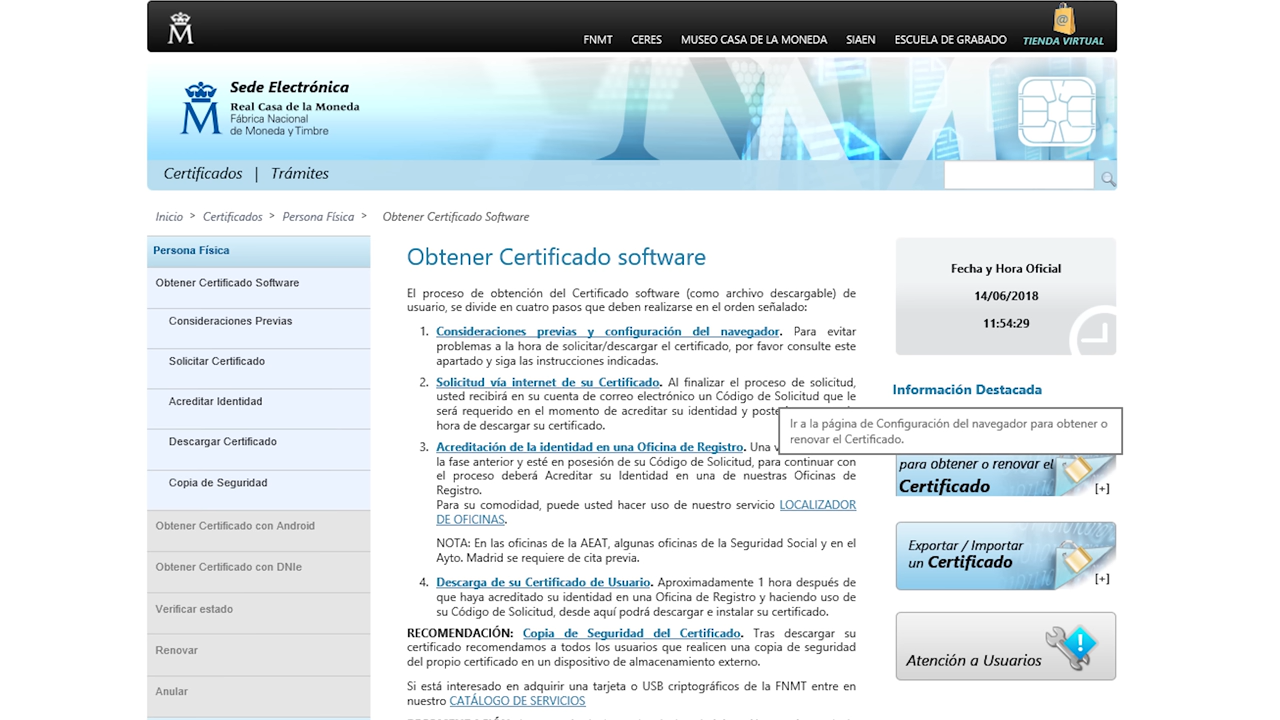 FNMT CERES MUSEO CASA DE LA MONEDA SIAEN ESCUELA DE GRABADO TIENDA VIRTUAL
Sede Electrónica
Real Casa de la Moneda
Fábrica Nacional
de Moneda y Timbre
Certificados | Trámites
Inicio > Certificados > Persona Física > Obtener Certificado Software
Persona Física
Obtener Certificado Software
Consideraciones Previas
Solicitar Certificado
Acreditar Identidad
Descargar Certificado
Copia de Seguridad
Obtener Certificado con Android
Obtener Certificado con DNIe
Verificar estado
Renovar
Anular
Obtener Certificado software
El proceso de obtención del Certificado software (como archivo descargable) de
usuario, se divide en cuatro pasos que deben realizarse en el orden señalado:
1. Consideraciones previas y configuración del navegador. Para evitar
problemas a la hora de solicitar/descargar el certificado, por favor consulte este
apartado y siga las instrucciones indicadas.
2. Solicitud vía internet de su Certificado. Al finalizar el proceso de solicitud,
usted recibirá en su cuenta de correo electrónico un Código de Solicitud que le
será requerido en el momento de acreditar su identidad y
hora de descargar su certificado.
3. Acreditación de la identidad en una Oficina de Registro. Una
la fase anterior y esté en posesión de su Código de Solicitud, para continuar con
el proceso deberá Acreditar su Identidad en una de nuestras Oficinas de
Registro.
Para su comodidad, puede usted hacer uso de nuestro servicio LOCALIZADOR
DE OFICINAS.
NOTA: En las oficinas de la AEAT, algunas oficinas de la Seguridad Social y en el
Ayto. Madrid se requiere de cita previa.
4. Descarga de su Certificado de Usuario. Aproximadamente 1 hora después de
que haya acreditado su identidad en una Oficina de Registro y haciendo uso de
su Código de Solicitud, desde aquí podrá descargar e instalar su certificado.
RECOMENDACIÓN: Copia de Seguridad del Certificado. Tras descargar su
certificado recomendamos a todos los usuarios que realicen una copia de seguridad
del propio certificado en un dispositivo de almacenamiento externo.
Si está interesado en adquirir una tarjeta o USB criptográficos de la FNMT entre en
nuestro CATÁLOGO DE SERVICIOS
Fecha y Hora Oficial
14/06/2018
11:54:29
Información Destacada
Ir a la página de Configuración del navegador para obtener o
renovar el Certificado.
para obtener o renovar el
Certificado [+]
Exportar / Importar
un Certificado
[+]
Atención a Usuarios